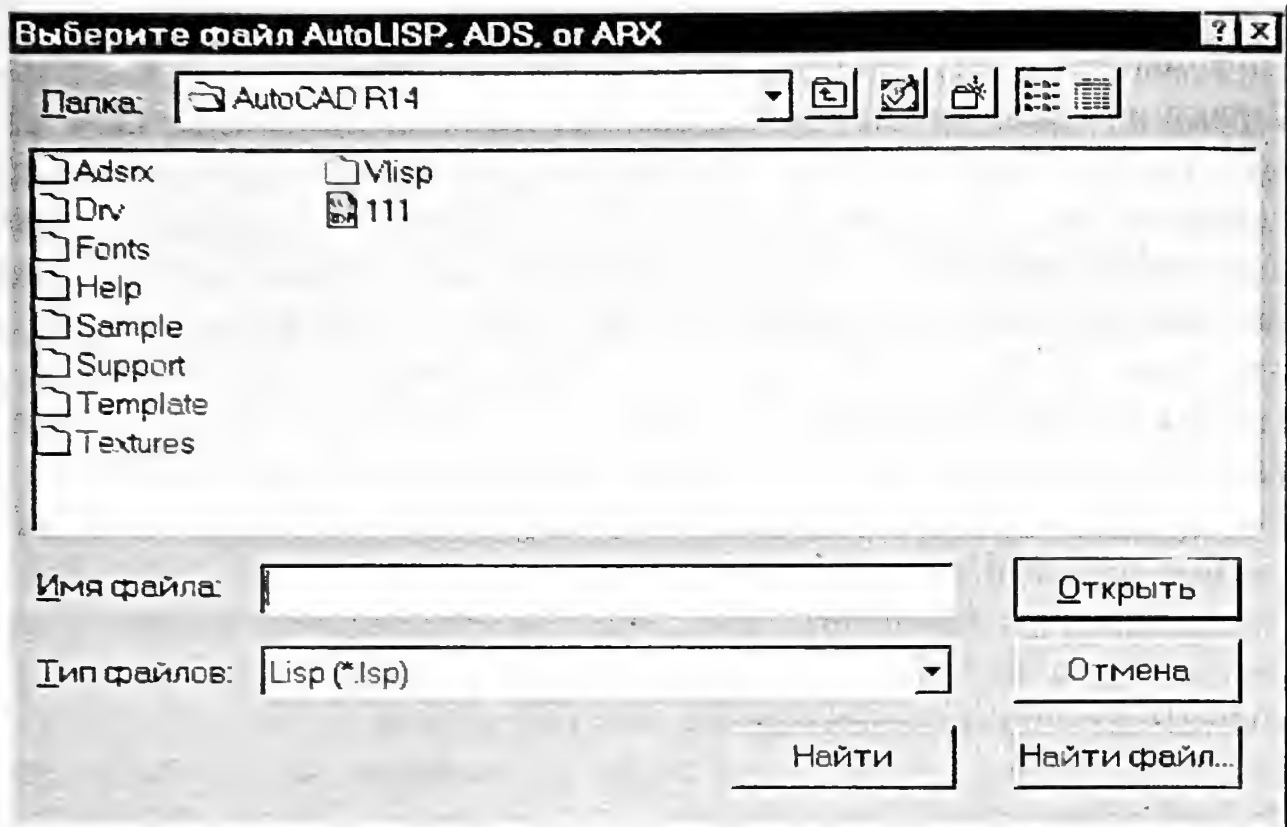 Выберите файл AutoLISP, ADS, or ARX
Папка: AutoCAD R14
Adsrx
Drv
Fonts
Help
Sample
Support
Template
Textures
Vlisp
111
Имя файла:
Открыть
Тип файлов: Lisp (*.lsp)
Отмена
Найти
Найти файл...